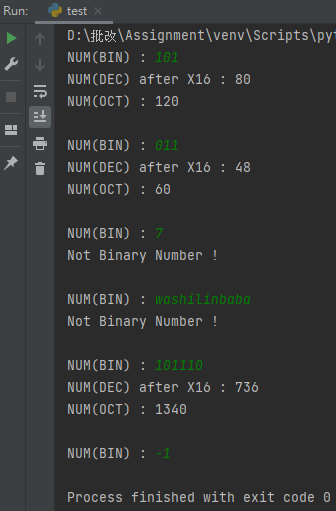 Run: test
D:\批改\Assignment\venv\Scripts\pyt
NUM(BIN) : 101
NUM(DEC) after X16 : 80
NUM(OCT) : 120
NUM(BIN) : 011
NUM(DEC) after X16 : 48
NUM(OCT) : 60
NUM(BIN) : 7
Not Binary Number !
NUM(BIN) : washilinbaba
Not Binary Number !
NUM(BIN) : 101110
NUM(DEC) after X16 : 736
NUM(OCT) : 1340
NUM(BIN) : -1
Process finished with exit code 0